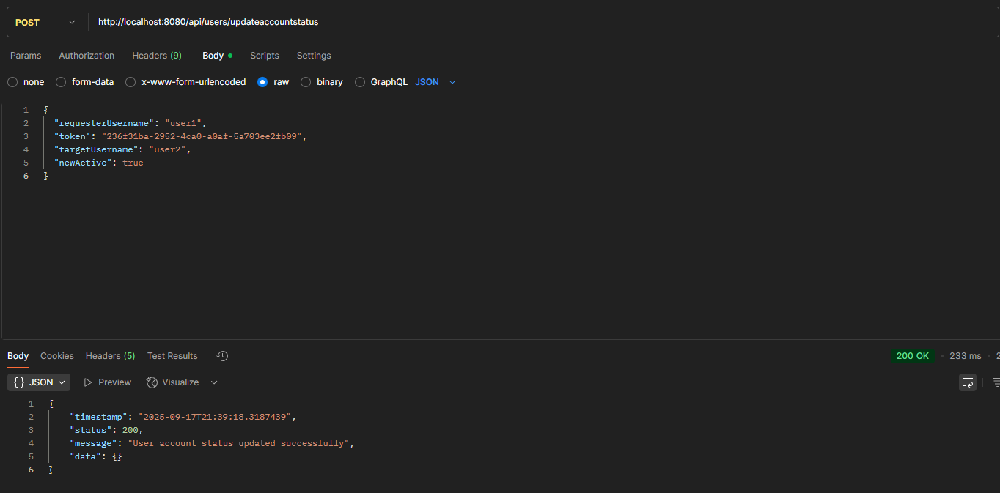 POST http://localhost:8080/api/users/updateaccountstatus
Params Authorization Headers (9) Body Scripts Settings
none form-data x-www-form-urlencoded raw binary GraphQL JSON
1 {
2 "requesterUsername": "user1",
3 "token": "236f31ba-2952-4ca0-a0af-5a703ee2fb09",
4 "targetUsername": "user2",
5 "newActive": true
6 }
Body Cookies Headers (5) Test Results 200 OK • 233 ms •
{} JSON Preview Visualize
1 {
2 "timestamp": "2025-09-17T21:39:18.3187439",
3 "status": 200,
4 "message": "User account status updated successfully",
5 "data": {}
6 }